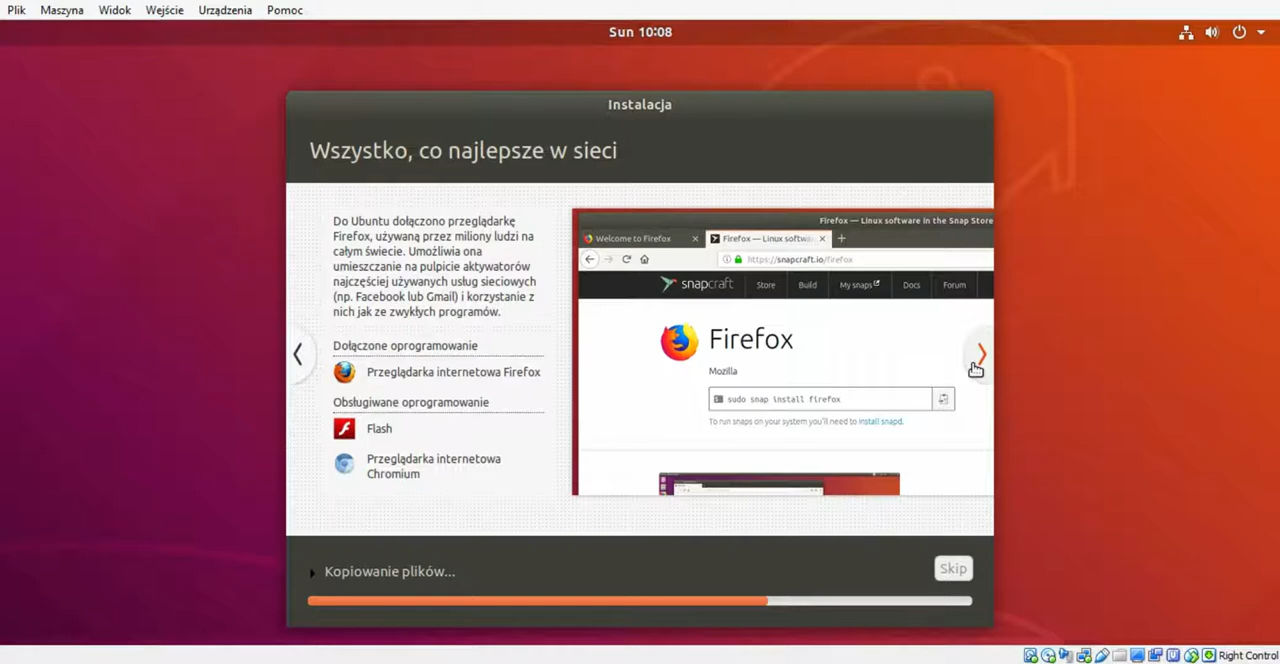 Plik Maszyna Widok Wejście Urządzenia Pomoc
Sun 10:08
Instalacja
Wszystko, co najlepsze w sieci
Do Ubuntu dołączono przeglądarkę
Firefox, używaną przez miliony ludzi na
całym świecie. Umożliwia ona
umieszczanie na pulpicie aktywatorów
najczęściej używanych usług sieciowych
(np. Facebook lub Gmail) i korzystanie z
nich jak ze zwykłych programów.
Dołączone oprogramowanie
Przeglądarka internetowa Firefox
Obsługiwane oprogramowanie
Flash
Przeglądarka internetowa
Chromium
Firefox — Linux software in the Snap Store
Welcome to Firefox
Firefox — Linux softwa
https://snapcraft.io/firefox
snapcraft Store Build My snaps Docs Forum
Firefox
Mozilla
sudo snap install firefox
To run snaps on your system you'll need to install snapd.
Kopiowanie plików...
Skip
Right Control